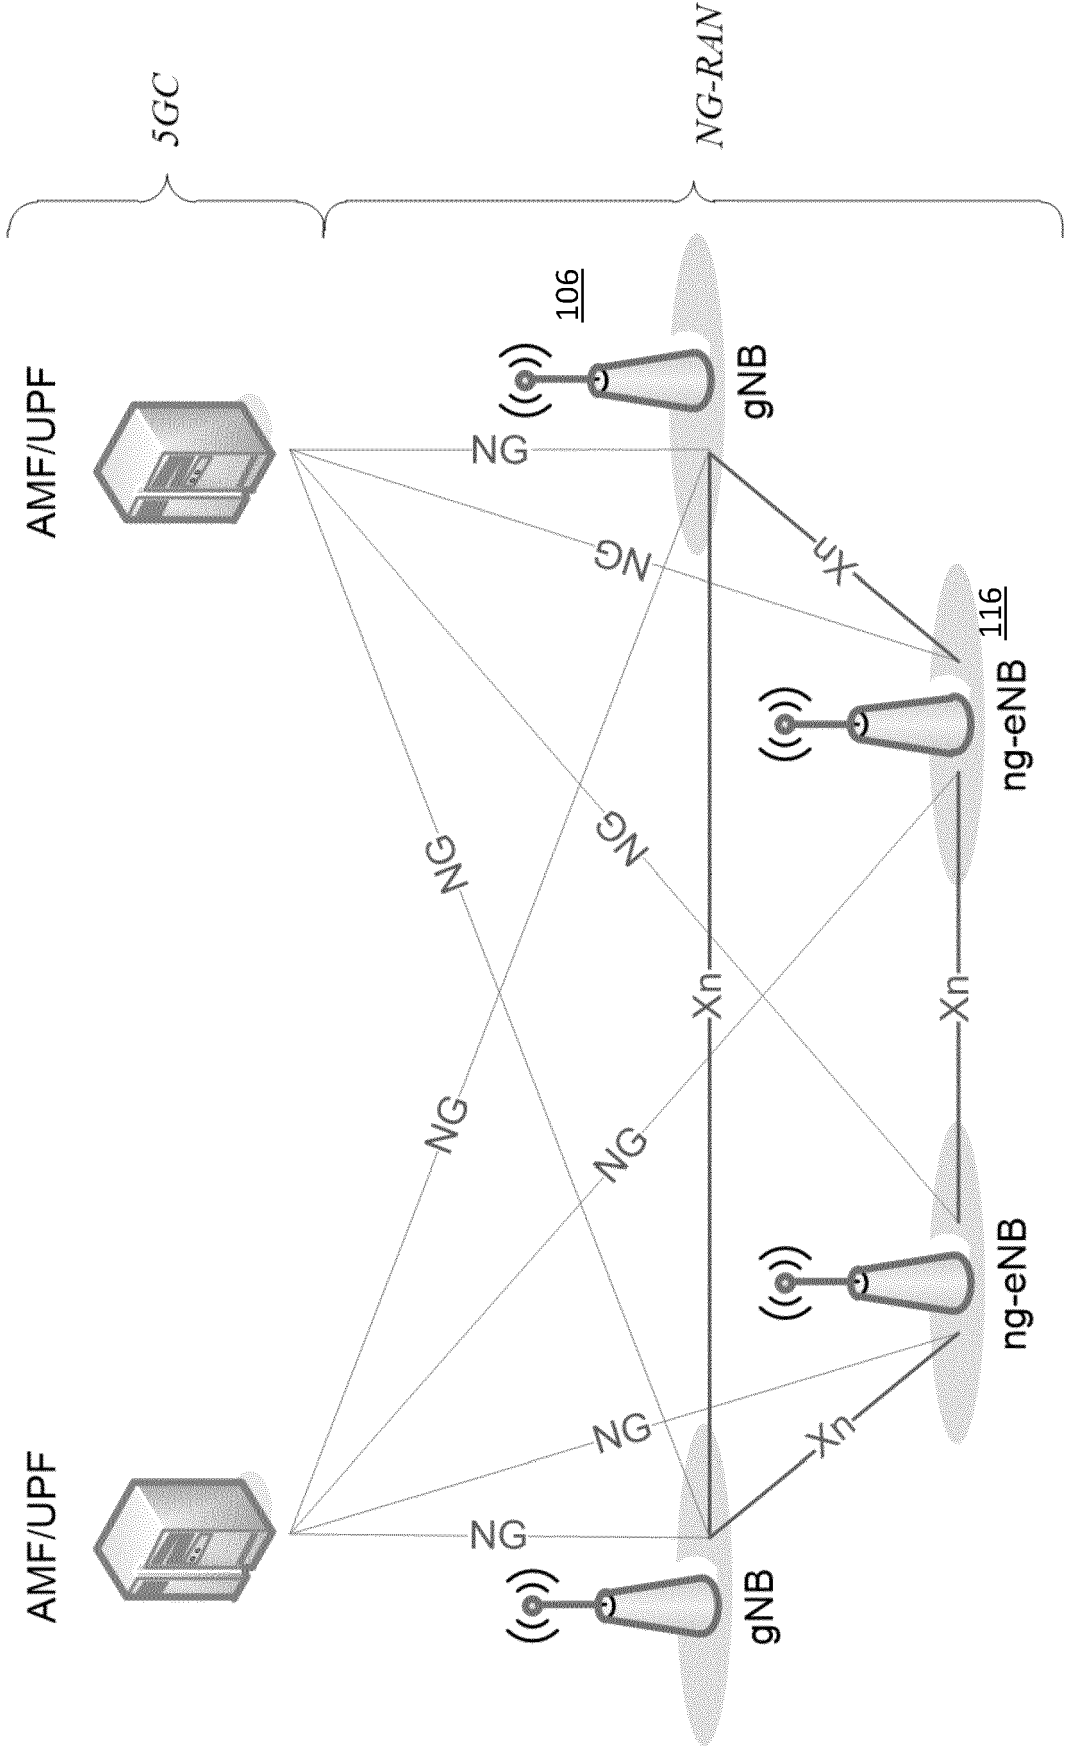 AMF/UPF
AMF/UPF
5GC
NG
NG
NG
NG
NG
NG
NG
NG
106
gNB
gNB
Xn
Xn
Xn
Xn
116
ng-eNB
ng-eNB
NG-RAN